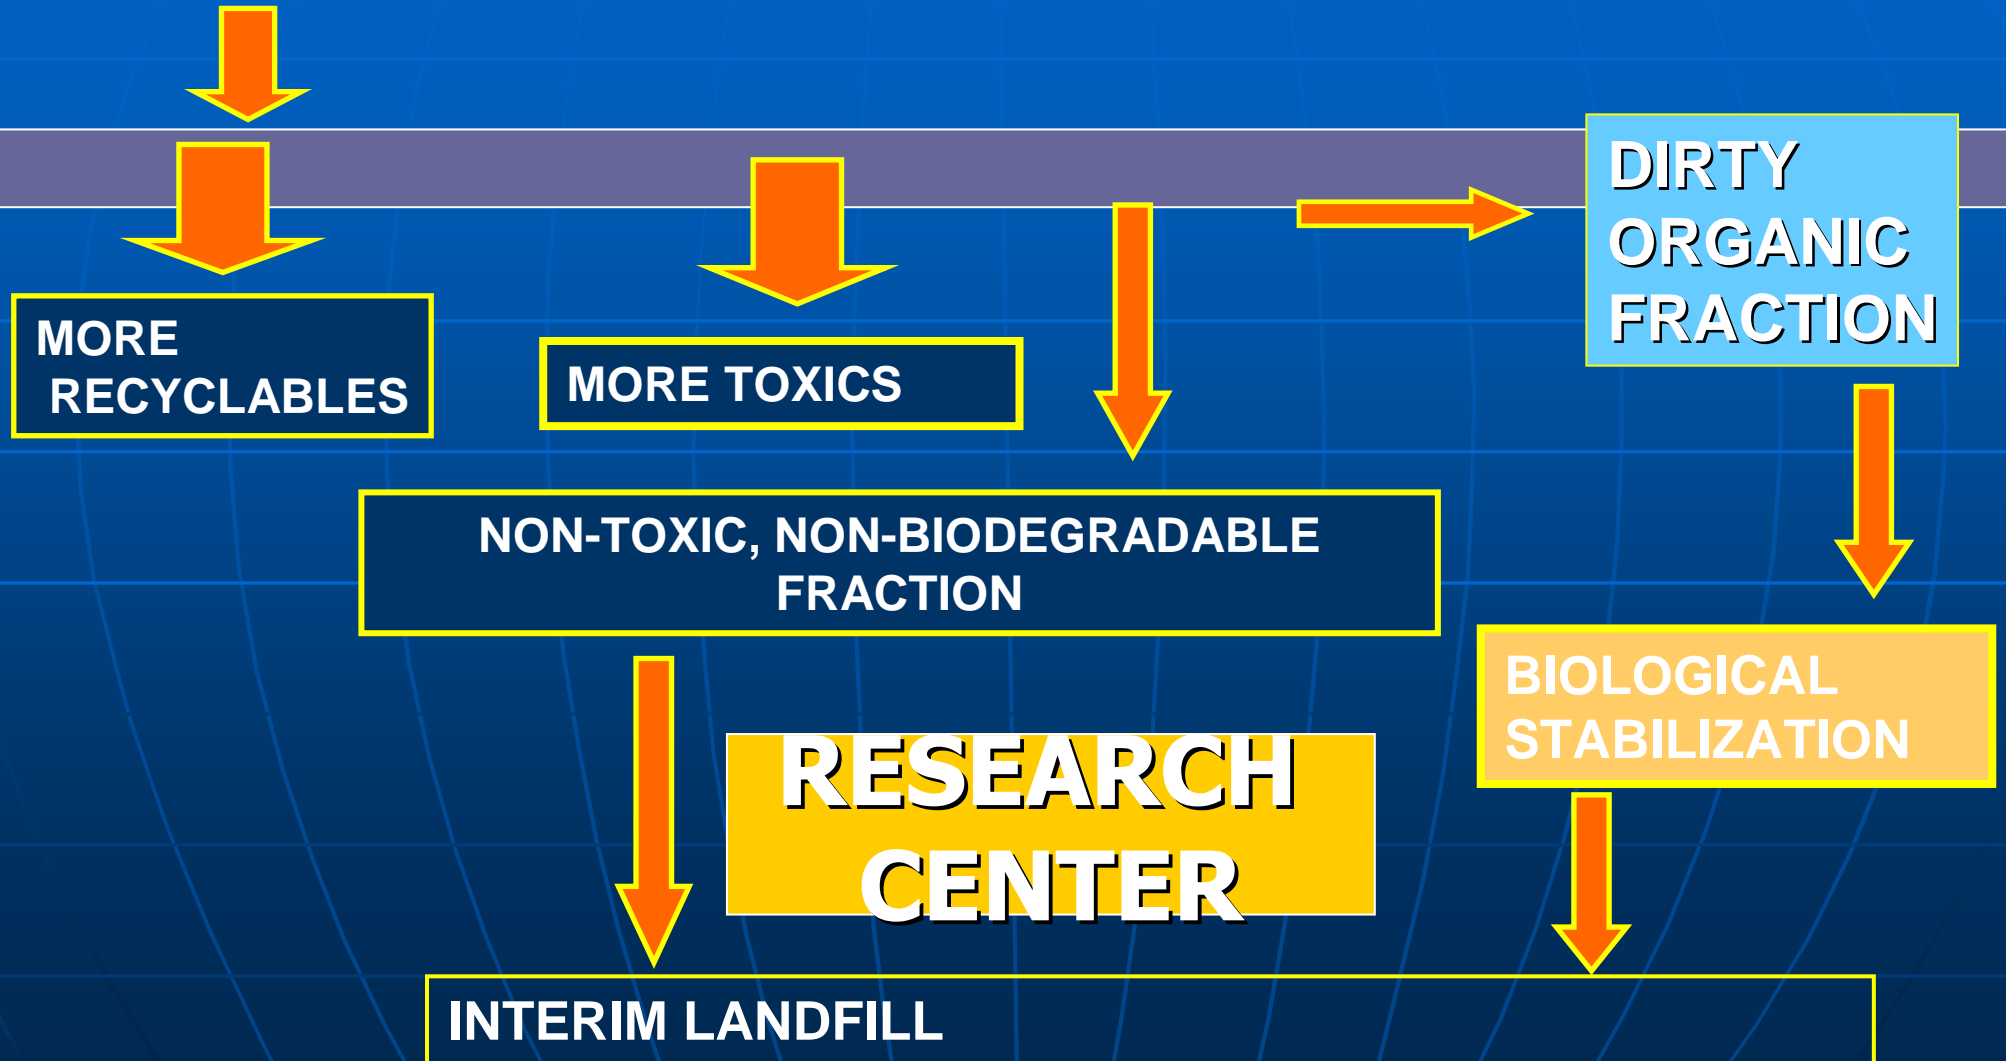 DIRTY
ORGANIC
FRACTION
MORE
RECYCLABLES
MORE TOXICS
NON-TOXIC, NON-BIODEGRADABLE
FRACTION
BIOLOGICAL
STABILIZATION
RESEARCH
CENTER
INTERIM LANDFILL